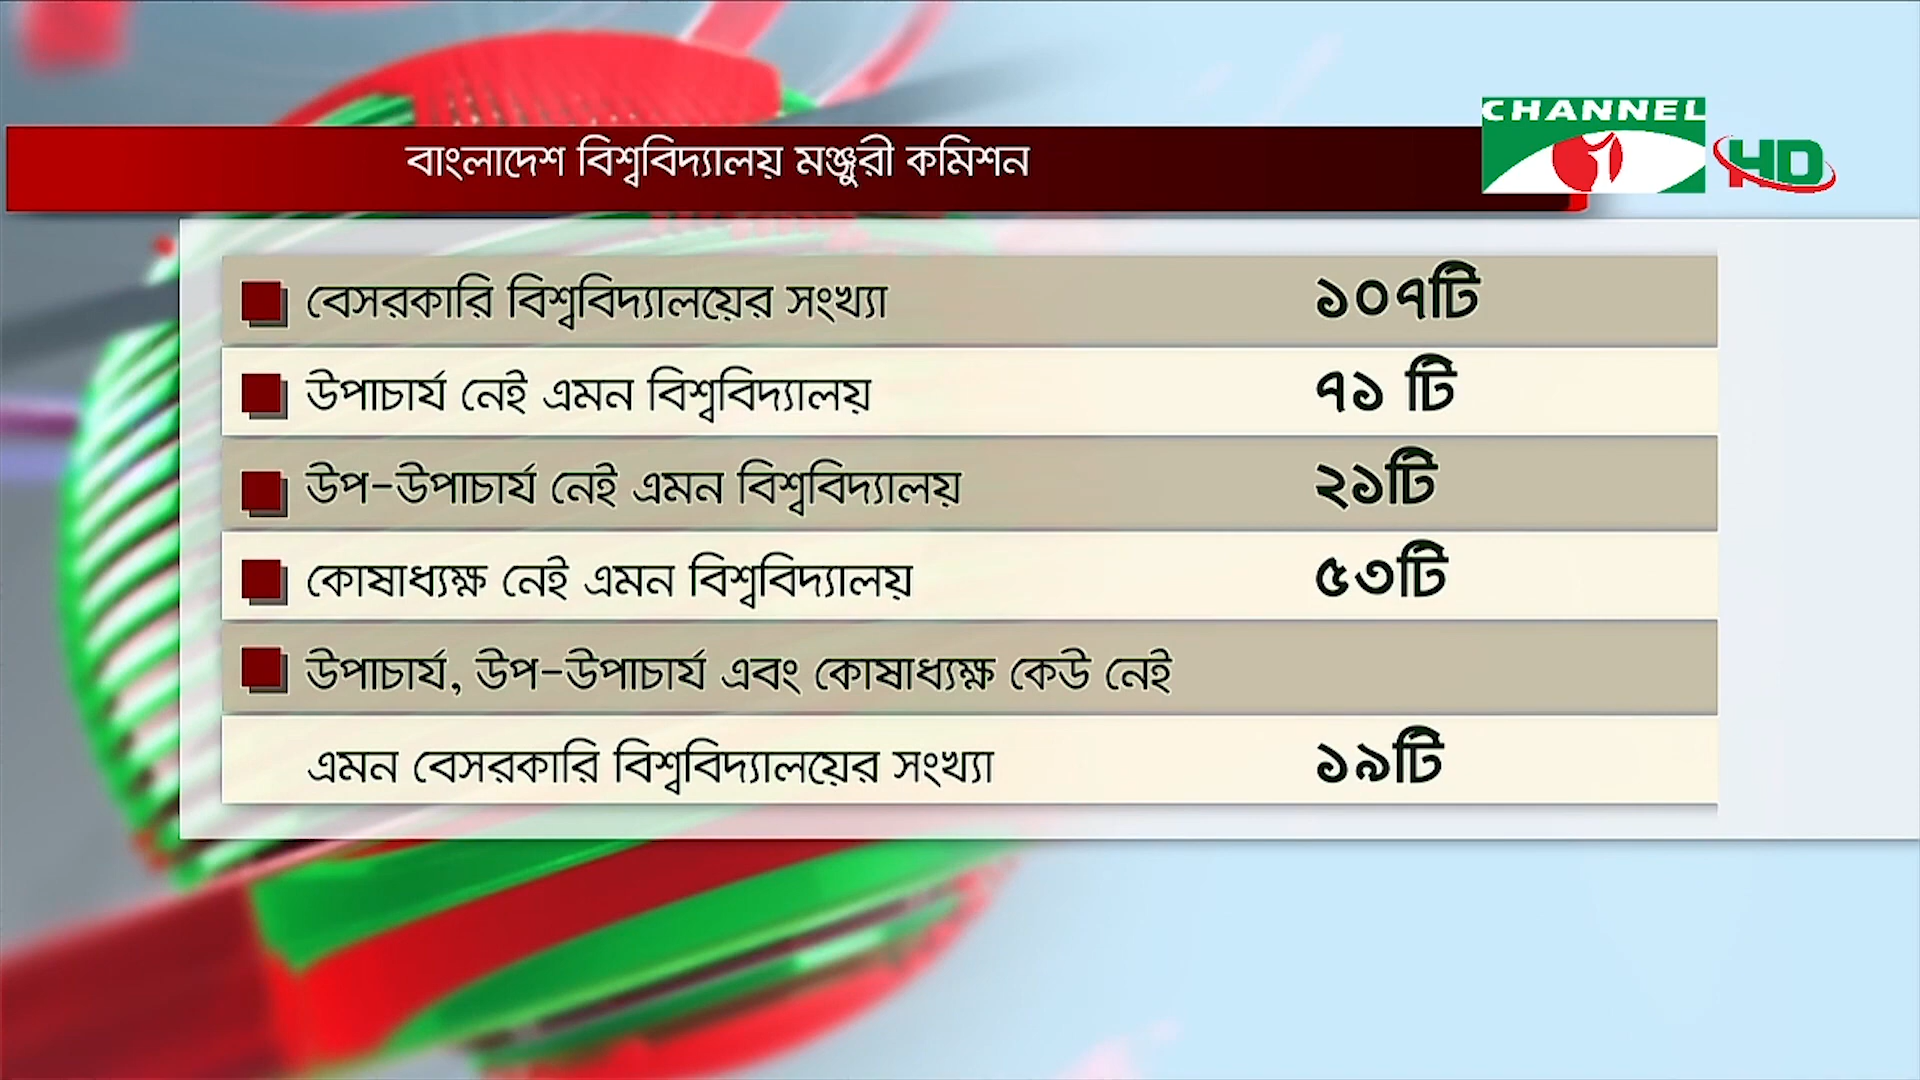 CHANNEL
i
HD
বাংলাদেশ বিশ্ববিদ্যালয় মঞ্জুরী কমিশন
বেসরকারি বিশ্ববিদ্যালয়ের সংখ্যা ১০৭টি
উপাচার্য নেই এমন বিশ্ববিদ্যালয় ৭১ টি
উপ-উপাচার্য নেই এমন বিশ্ববিদ্যালয় ২১টি
কোষাধ্যক্ষ নেই এমন বিশ্ববিদ্যালয় ৫৩টি
উপাচার্য, উপ-উপাচার্য এবং কোষাধ্যক্ষ কেউ নেই
এমন বেসরকারি বিশ্ববিদ্যালয়ের সংখ্যা ১৯টি